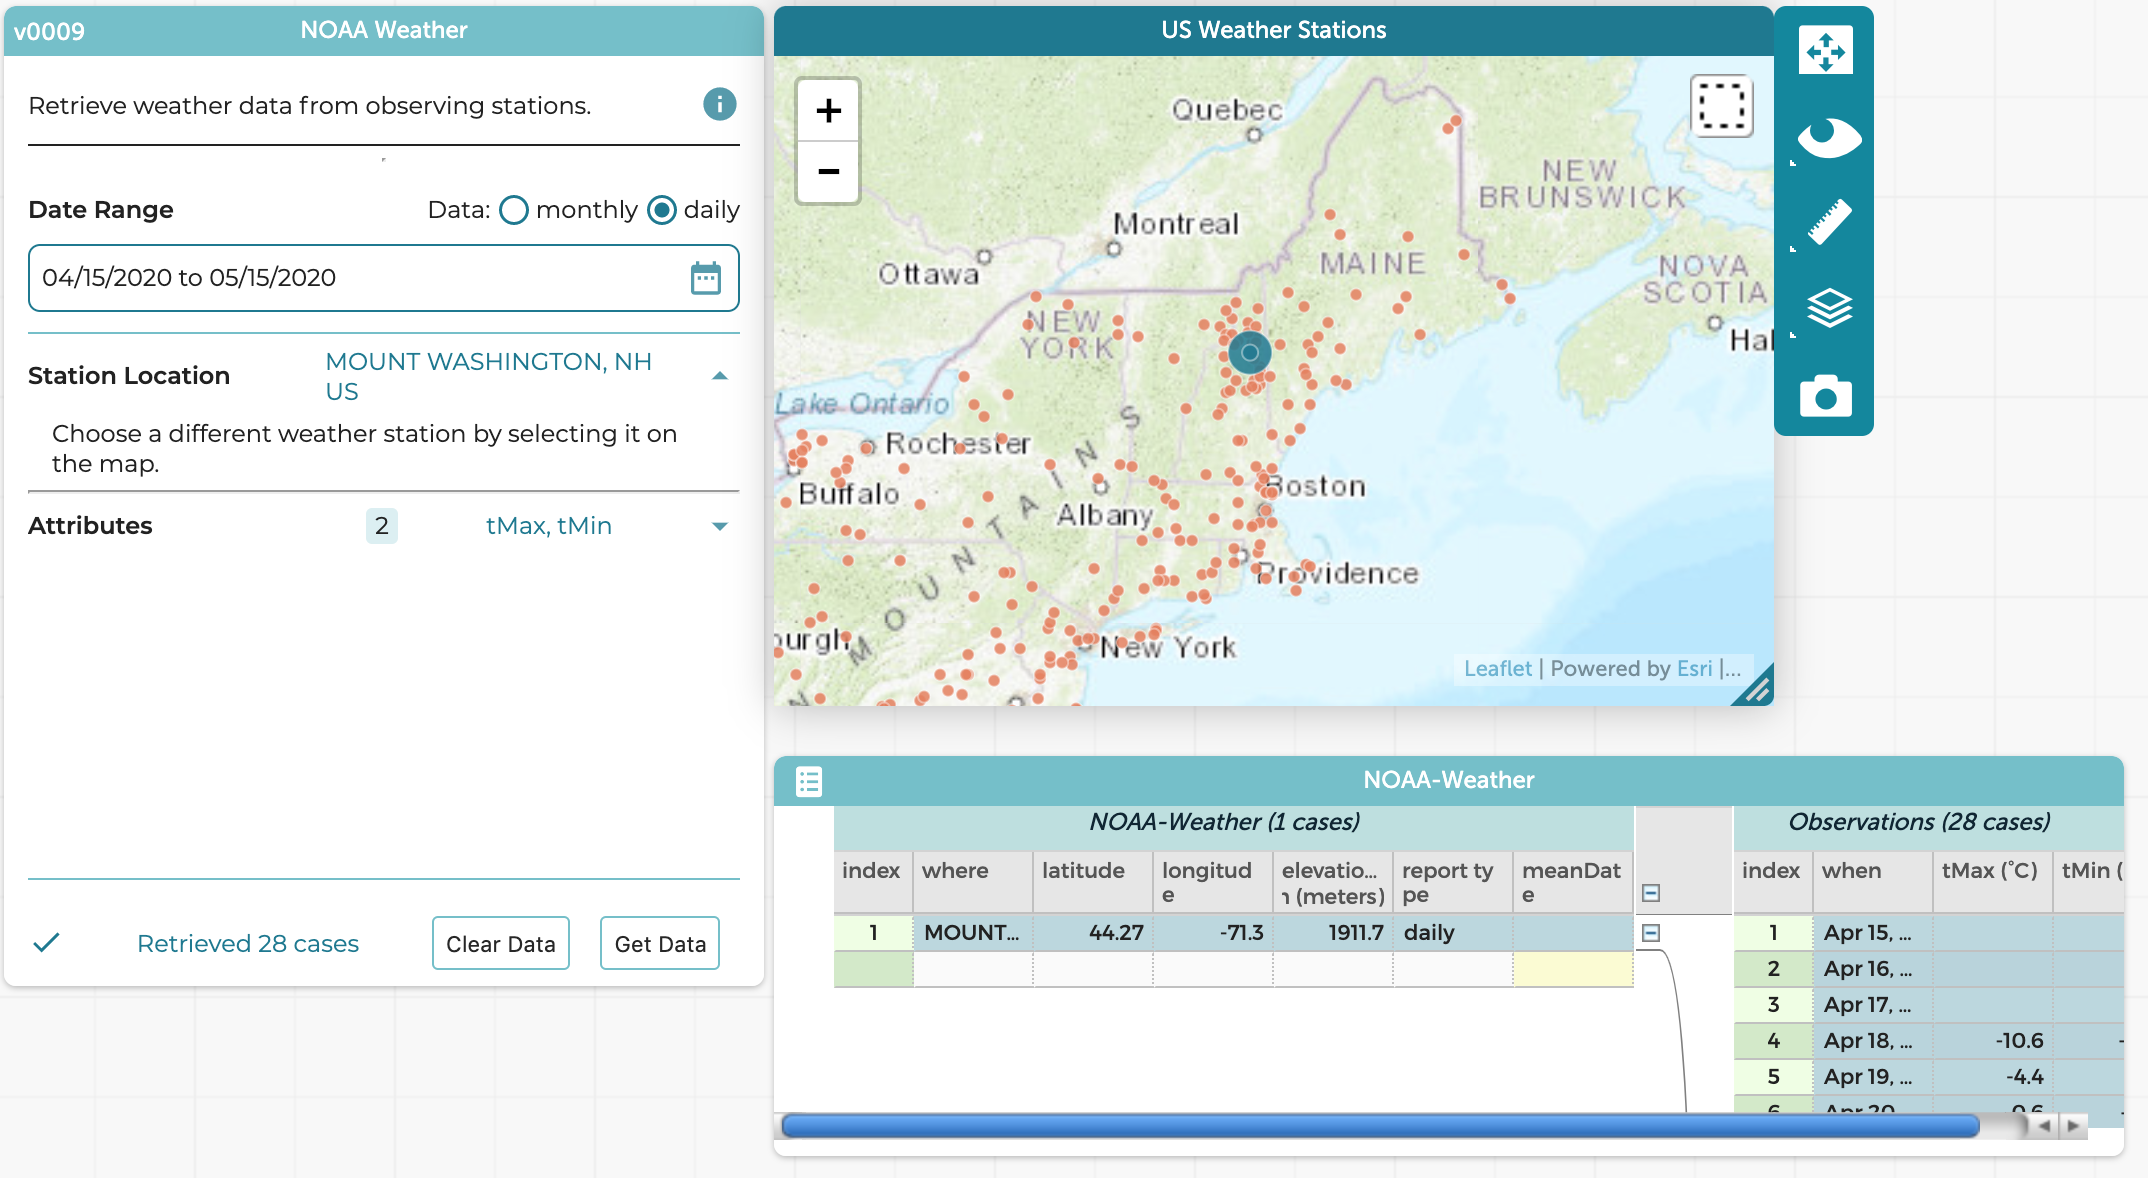 v0009
NOAA Weather
Retrieve weather data from observing stations.
Date Range
Data: monthly daily
04/15/2020 to 05/15/2020
Station Location
MOUNT WASHINGTON, NH
US
Choose a different weather station by selecting it on
the map.
Attributes
2
tMax, tMin
Retrieved 28 cases
Clear Data
Get Data
US Weather Stations
+
−
Quebec
NEW
BRUNSWICK
Montreal
Ottawa
MAINE
NOVA
SCOTIA
NEW
YORK
Hal
Lake Ontario
Rochester
Buffalo
Boston
Albany
MOUNTAINS
Providence
burgh
New York
N
Leaflet | Powered by Esri |...
NOAA-Weather
NOAA-Weather (1 cases)
Observations (28 cases)
index where latitude longitud elevatio... report ty meanDat
e n (meters) pe e
index when tMax (°C) tMin (
1 MOUNT... 44.27 -71.3 1911.7 daily
1 Apr 15, ...
2 Apr 16, ...
3 Apr 17, ...
4 Apr 18, ... -10.6 -
5 Apr 19, ... -4.4
6 Apr 20